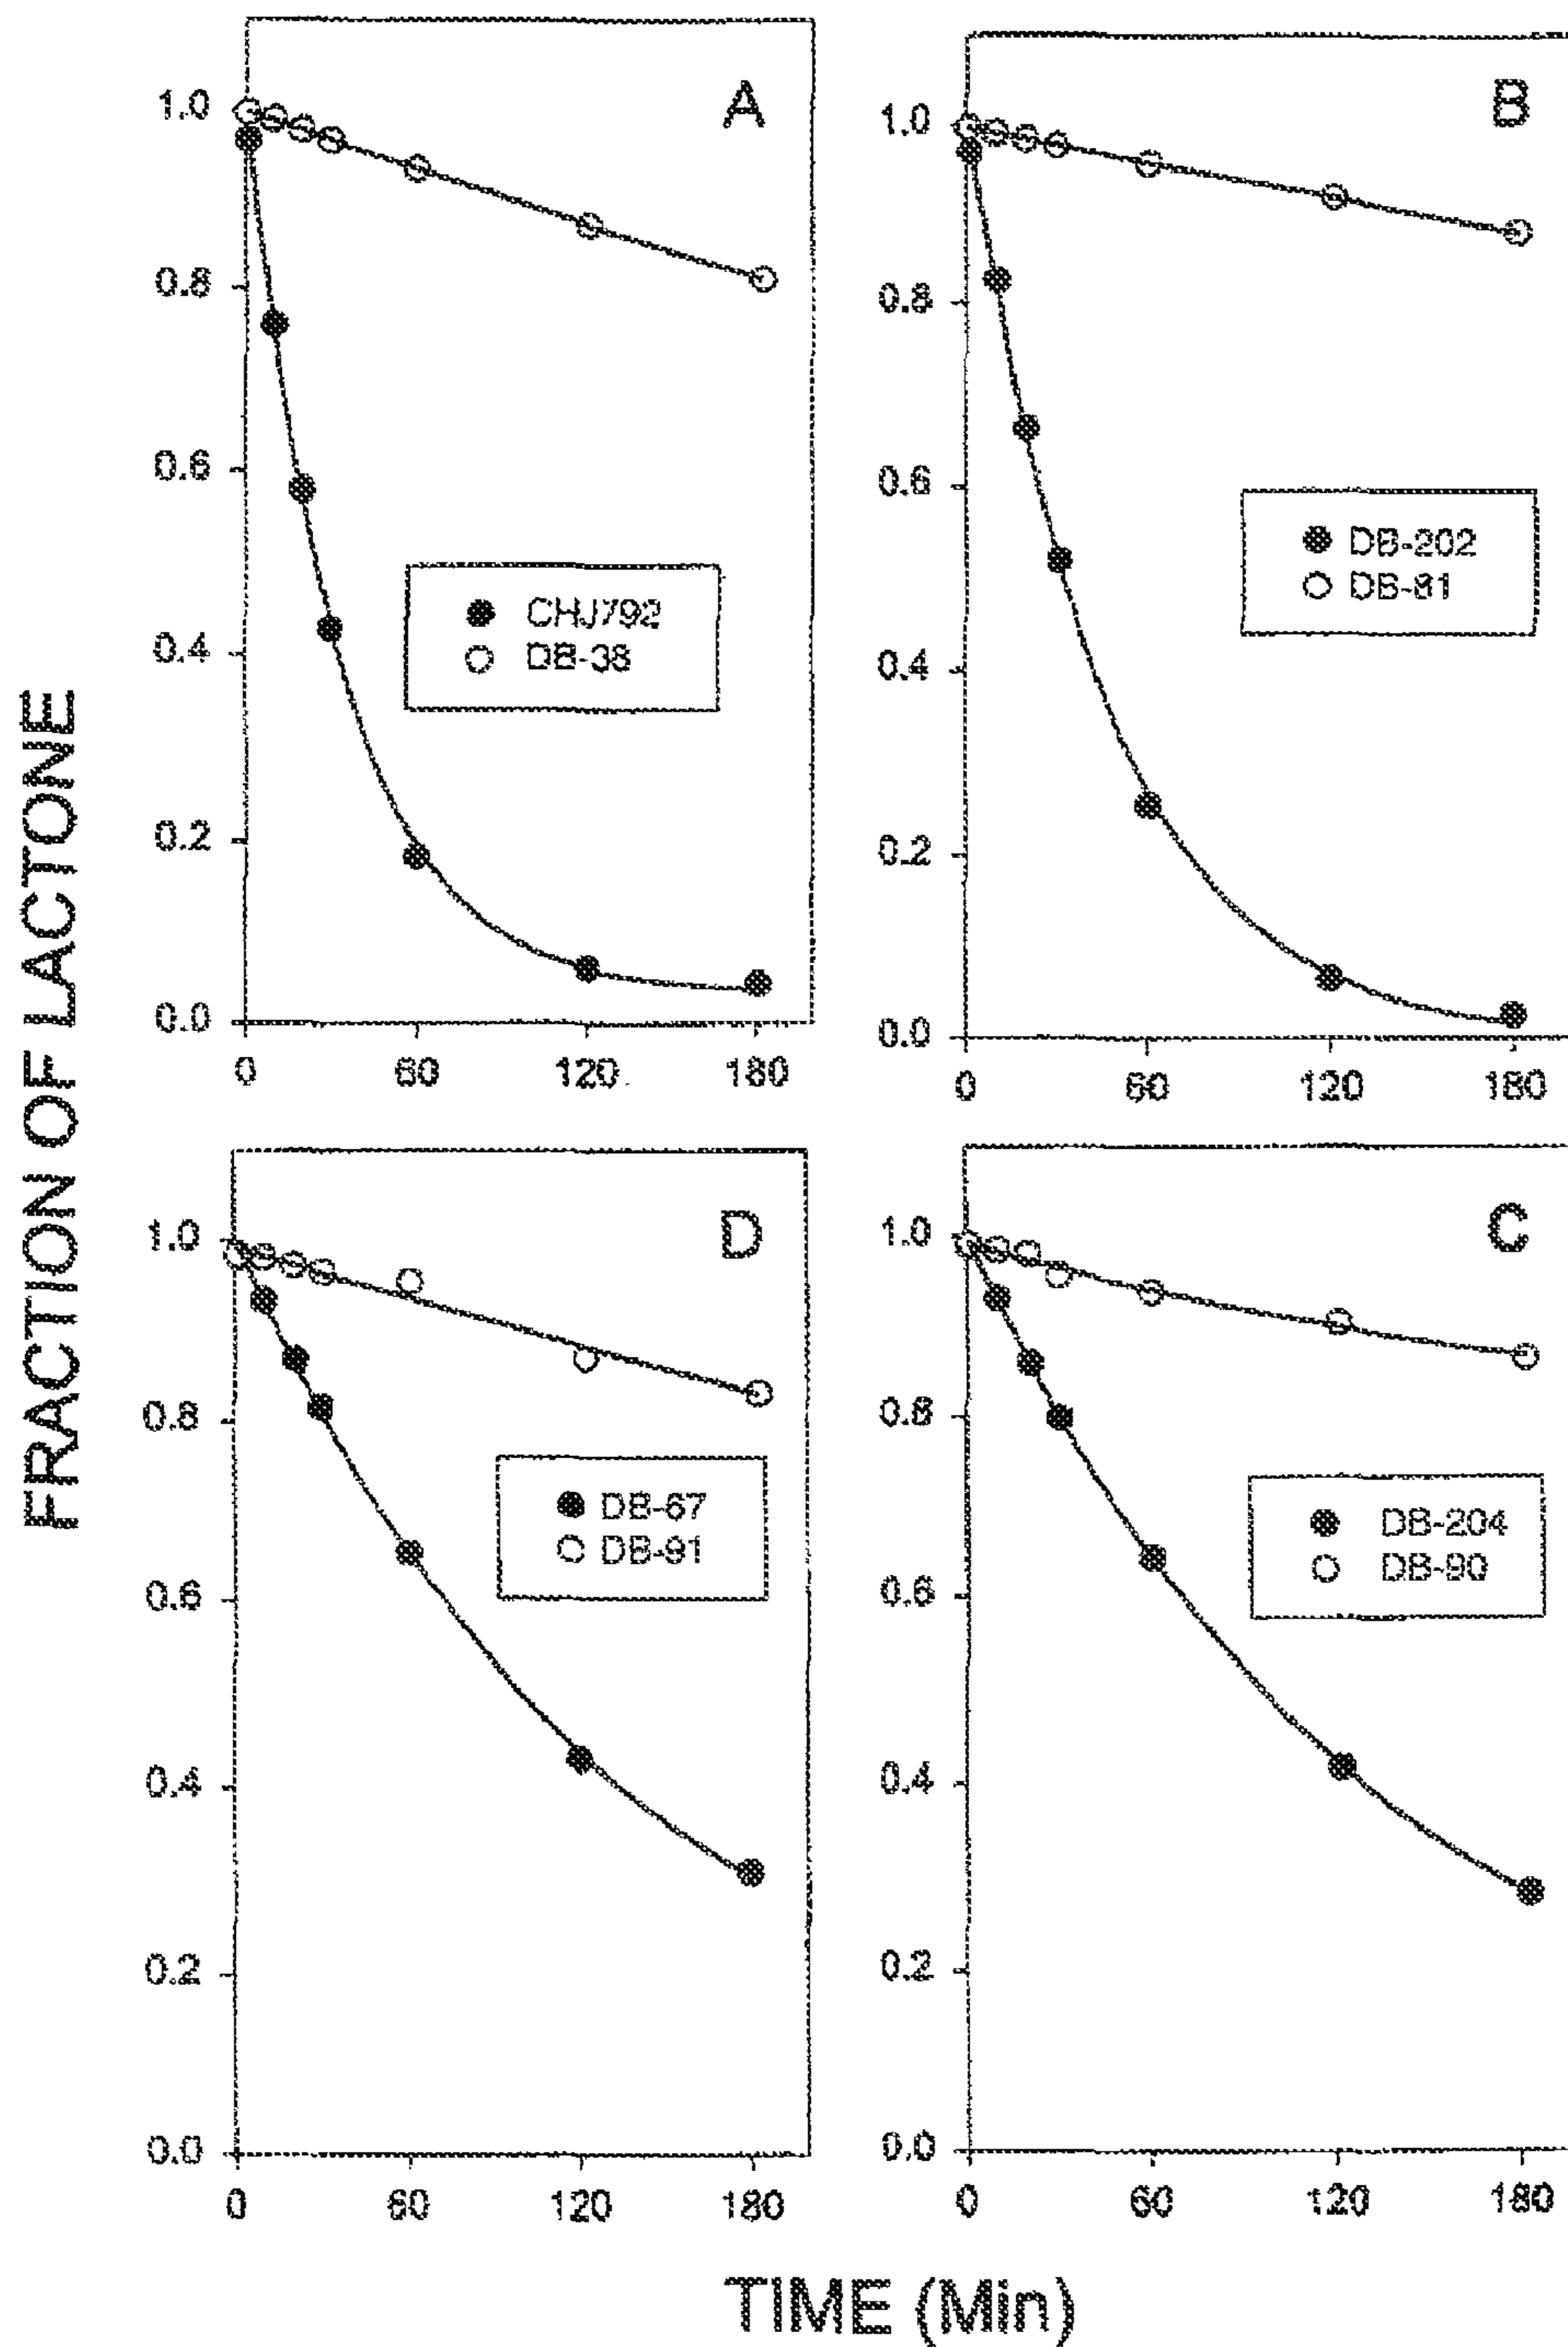 FRACTION OF LACTONE
A
1.0
0.8
0.6
0.4
0.2
0.0
0 60 120 180
CHJ792
DB-38
B
1.0
0.8
0.6
0.4
0.2
0.0
0 60 120 180
DB-202
DB-81
D
1.0
0.8
0.6
0.4
0.2
0.0
0 60 120 180
DB-67
DB-91
C
1.0
0.8
0.6
0.4
0.2
0.0
0 60 120 180
DB-204
DB-90
TIME (Min)